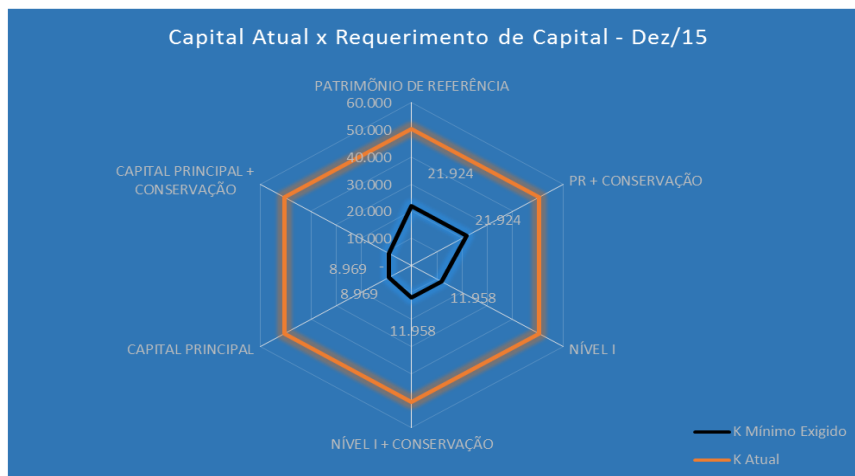 Capital Atual x Requerimento de Capital - Dez/15
PATRIMÔNIO DE REFERÊNCIA
60.000
50.000
40.000
30.000
20.000
10.000
CAPITAL PRINCIPAL +
CONSERVAÇÃO
21.924
PR + CONSERVAÇÃO
21.924
8.969
8.969
11.958
11.958
CAPITAL PRINCIPAL
NÍVEL I
NÍVEL I + CONSERVAÇÃO
K Mínimo Exigido
K Atual